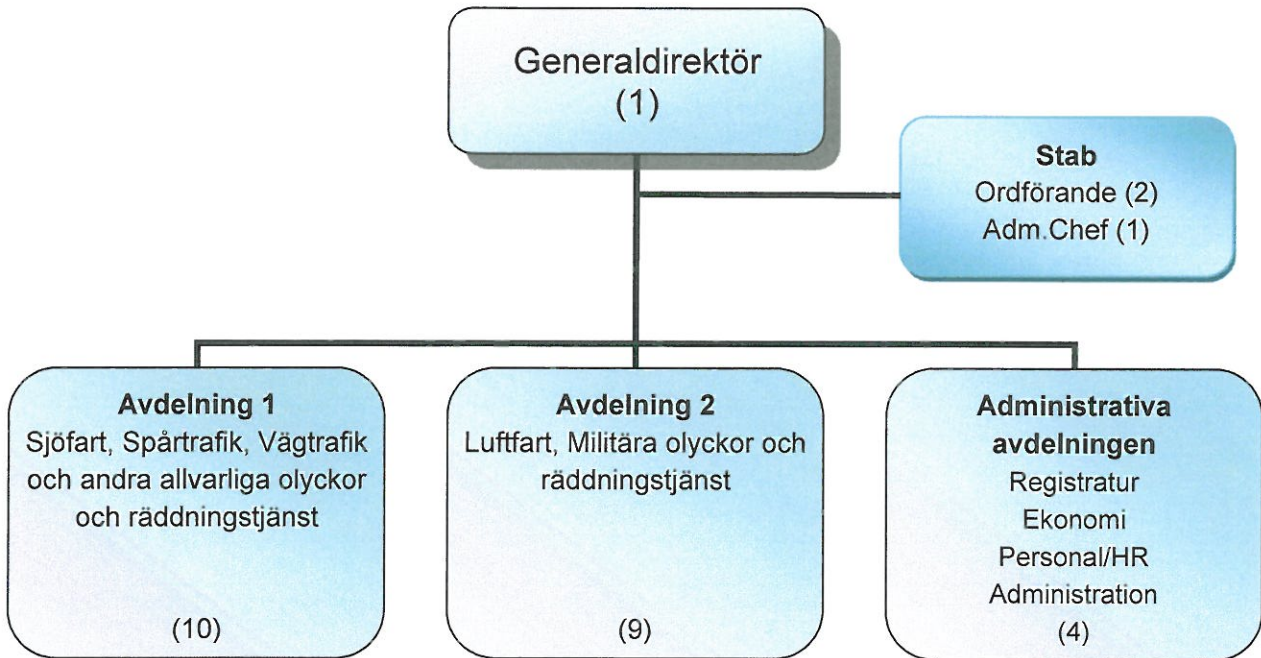 Generaldirektör
(1)
Stab
Ordförande (2)
Adm.Chef (1)
Avdelning 1
Sjöfart, Spårtrafik, Vägtrafik
och andra allvarliga olyckor
och räddningstjänst
(10)
Avdelning 2
Luftfart, Militära olyckor och
räddningstjänst
(9)
Administrativa
avdelningen
Registratur
Ekonomi
Personal/HR
Administration
(4)